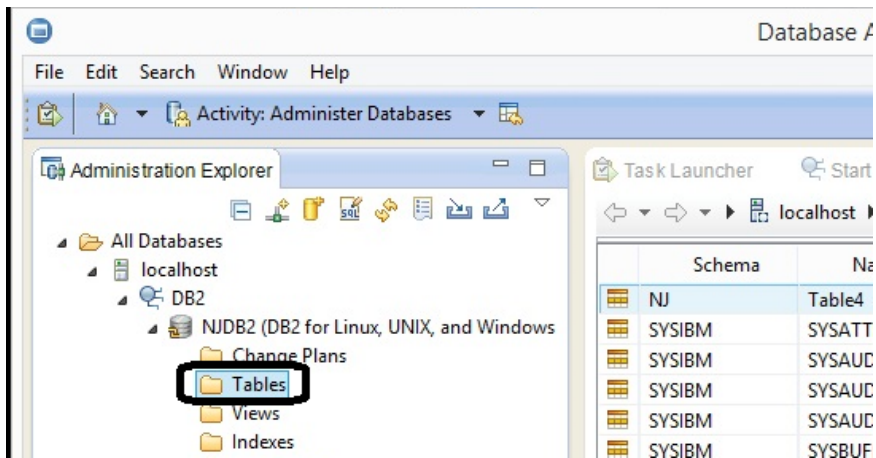 Database A
File Edit Search Window Help
Activity: Administer Databases
Administration Explorer
SQL
All Databases
localhost
DB2
NJDB2 (DB2 for Linux, UNIX, and Windows
Change Plans
Tables
Views
Indexes
Task Launcher Start
localhost
Schema Na
NJ Table4
SYSIBM SYSATT
SYSIBM SYSAUD
SYSIBM SYSAUD
SYSIBM SYSAUD
SYSIBM SYSBUF